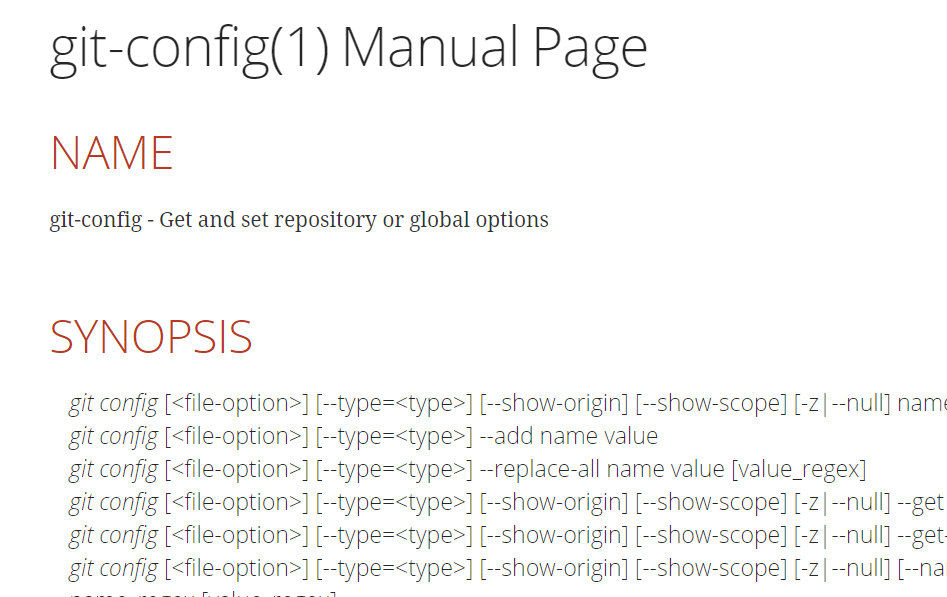 git-config(1) Manual Page
NAME
git-config - Get and set repository or global options
SYNOPSIS
git config [<file-option>] [--type=<type>] [--show-origin] [--show-scope] [-z|--null] name
git config [<file-option>] [--type=<type>] --add name value
git config [<file-option>] [--type=<type>] --replace-all name value [value_regex]
git config [<file-option>] [--type=<type>] [--show-origin] [--show-scope] [-z|--null] --get
git config [<file-option>] [--type=<type>] [--show-origin] [--show-scope] [-z|--null] --get-
git config [<file-option>] [--type=<type>] [--show-origin] [--show-scope] [-z|--null] [--na
name_regex [value_regex]